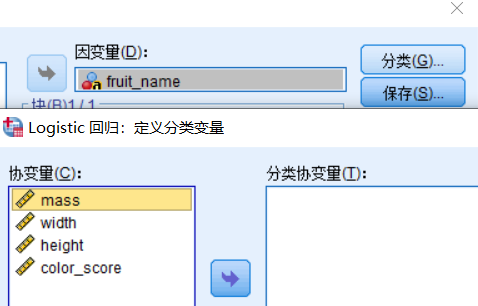 因变量(D)：
分类(G)...
fruit_name
保存(S)...
块(B)1 / 1
Logistic 回归：定义分类变量
协变量(C)：
分类协变量(T)：
mass
width
height
color_score